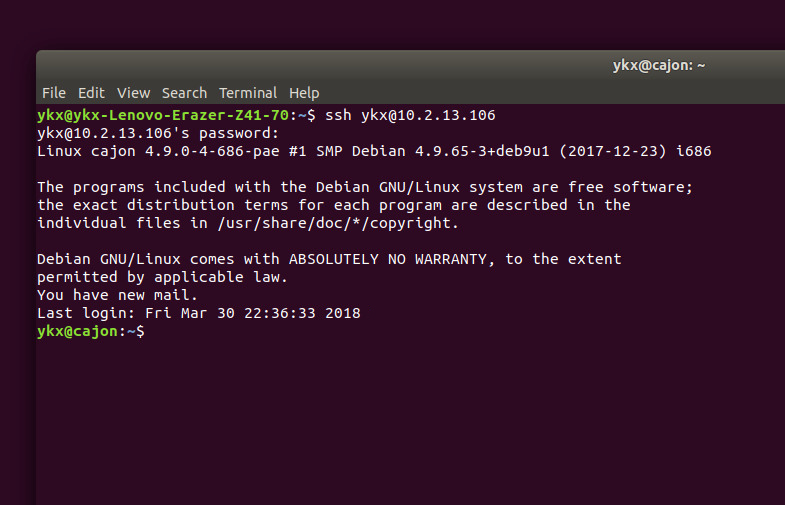 ykx@cajon: ~
File Edit View Search Terminal Help
ykx@ykx-Lenovo-Erazer-Z41-70:~$ ssh ykx@10.2.13.106
ykx@10.2.13.106's password:
Linux cajon 4.9.0-4-686-pae #1 SMP Debian 4.9.65-3+deb9u1 (2017-12-23) i686
The programs included with the Debian GNU/Linux system are free software;
the exact distribution terms for each program are described in the
individual files in /usr/share/doc/*/copyright.
Debian GNU/Linux comes with ABSOLUTELY NO WARRANTY, to the extent
permitted by applicable law.
You have new mail.
Last login: Fri Mar 30 22:36:33 2018
ykx@cajon:~$